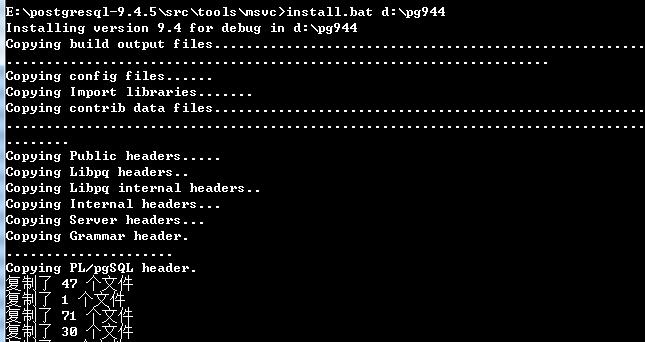 E:\postgresql-9.4.5\src\tools\msvc>install.bat d:\pg944
Installing version 9.4 for debug in d:\pg944
Copying build output files......................................................
....................................................................
Copying config files......
Copying Import libraries.......
Copying contrib data files......................................................
................................................................................
........
Copying Public headers.....
Copying Libpq headers..
Copying Libpq internal headers..
Copying Internal headers...
Copying Server headers...
Copying Grammar header.
.....................
Copying PL/pgSQL header.
复制了 47 个文件
复制了 1 个文件
复制了 71 个文件
复制了 30 个文件